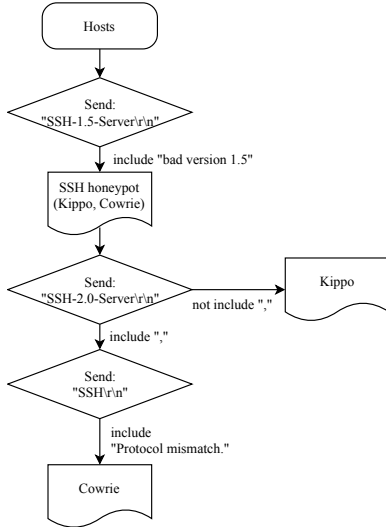 Hosts
Send:
"SSH-1.5-Server\r\n"
include "bad version 1.5"
SSH honeypot
(Kippo, Cowrie)
Send:
"SSH-2.0-Server\r\n"
not include ","
Kippo
include ","
Send:
"SSH\r\n"
include
"Protocol mismatch."
Cowrie